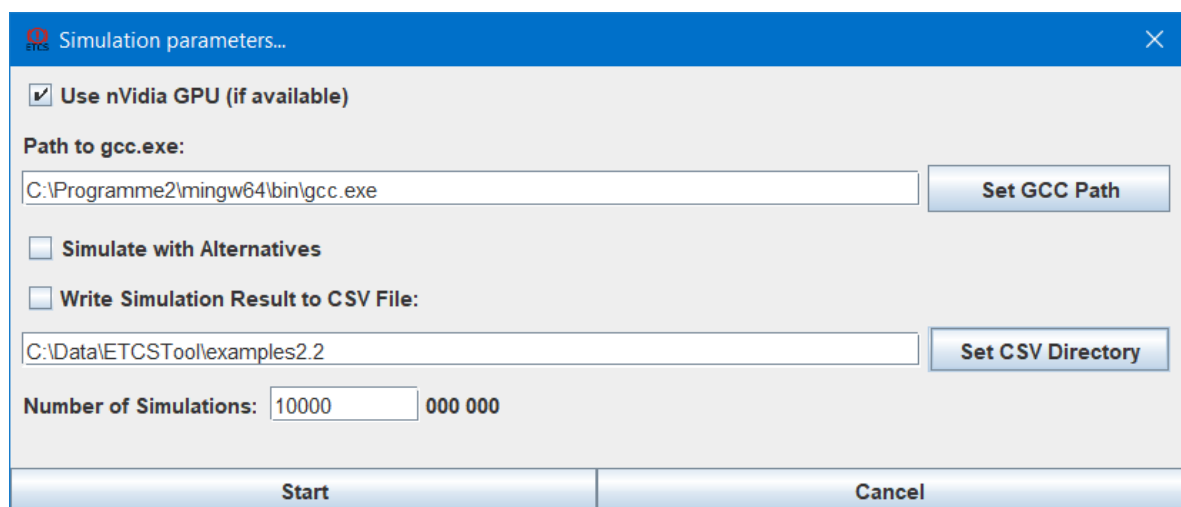 ETCS
Simulation parameters...
Use nVidia GPU (if available)
Path to gcc.exe:
C:\Programme2\mingw64\bin\gcc.exe
Set GCC Path
Simulate with Alternatives
Write Simulation Result to CSV File:
C:\Data\ETCSTool\examples2.2
Set CSV Directory
Number of Simulations: 10000 000 000
Start
Cancel